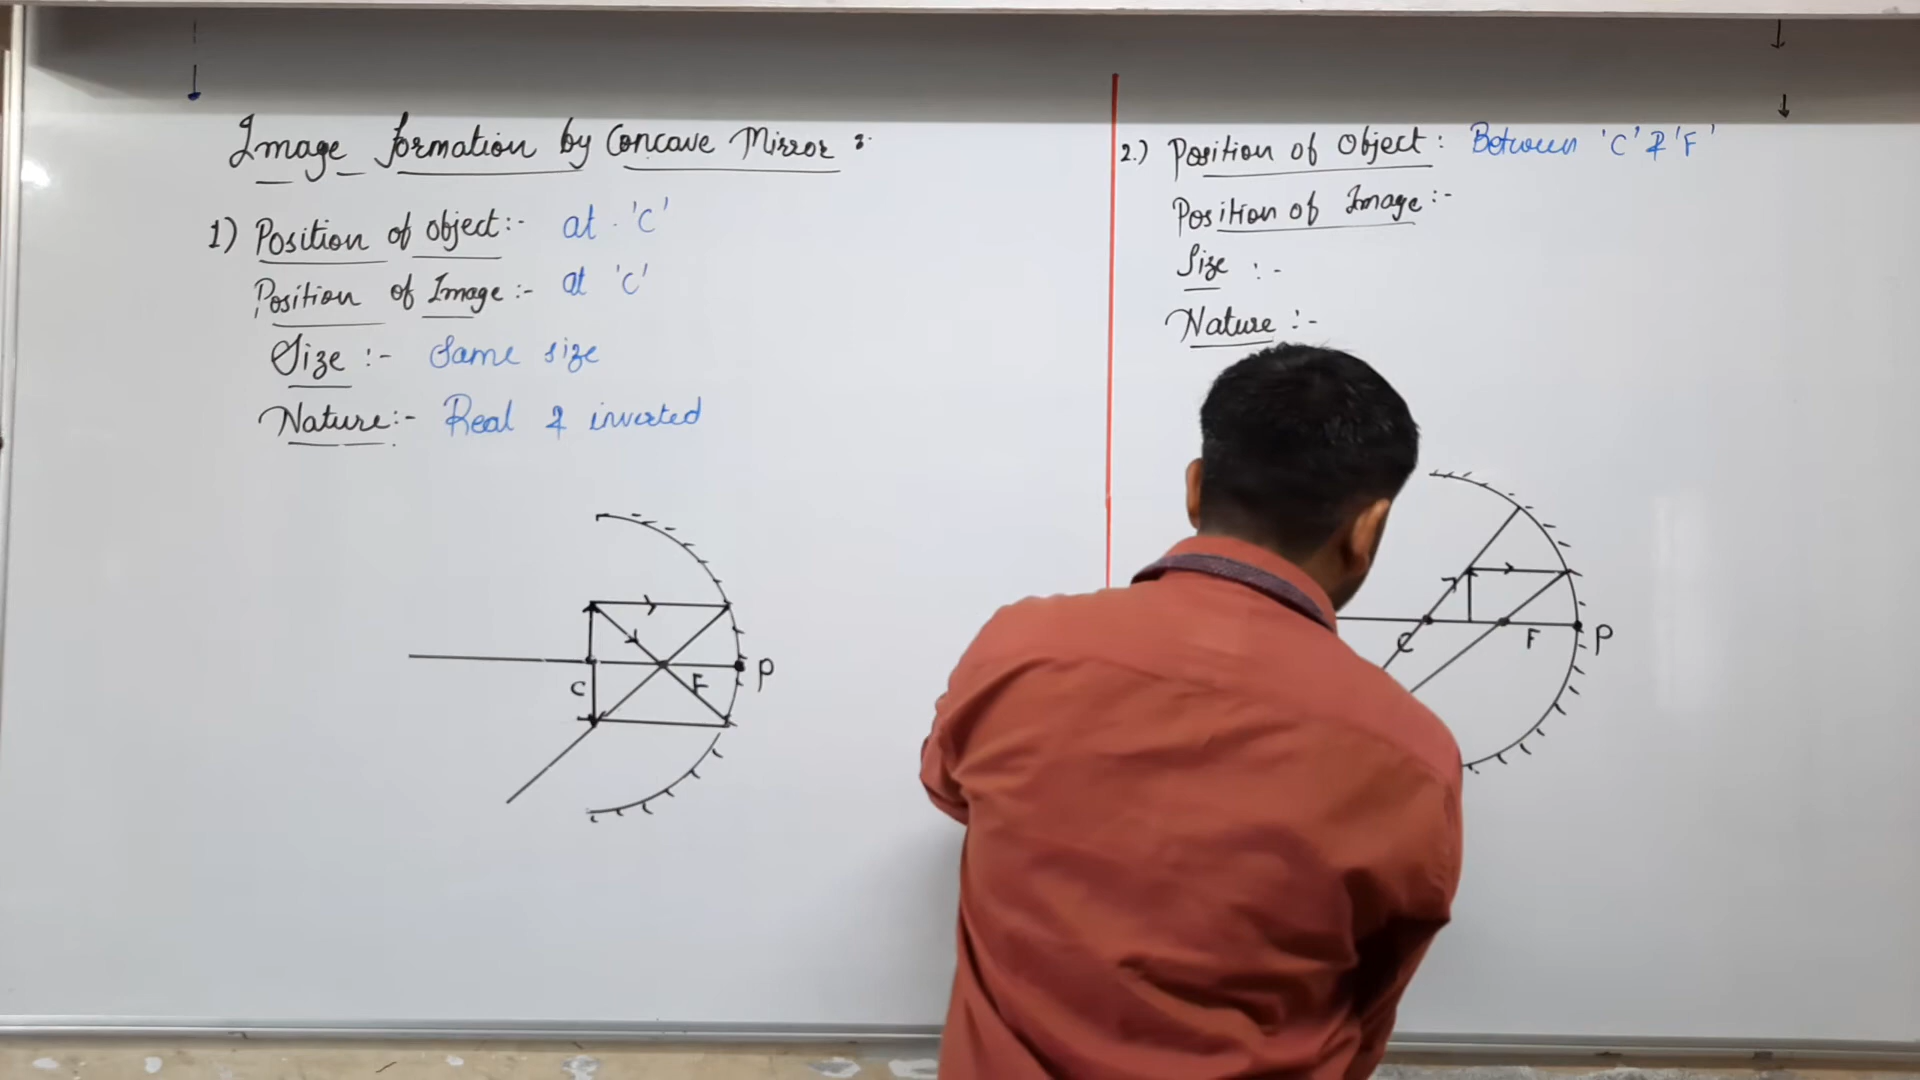 Image formation by Concave Mirror :-
1) Position of object:- at 'C'
Position of Image:- at 'C'
Size :- Same size
Nature:- Real & inverted
C
F
P
2.) Position of Object: Between 'C' & 'F'
Position of Image:-
Size :-
Nature :-
C
F
P